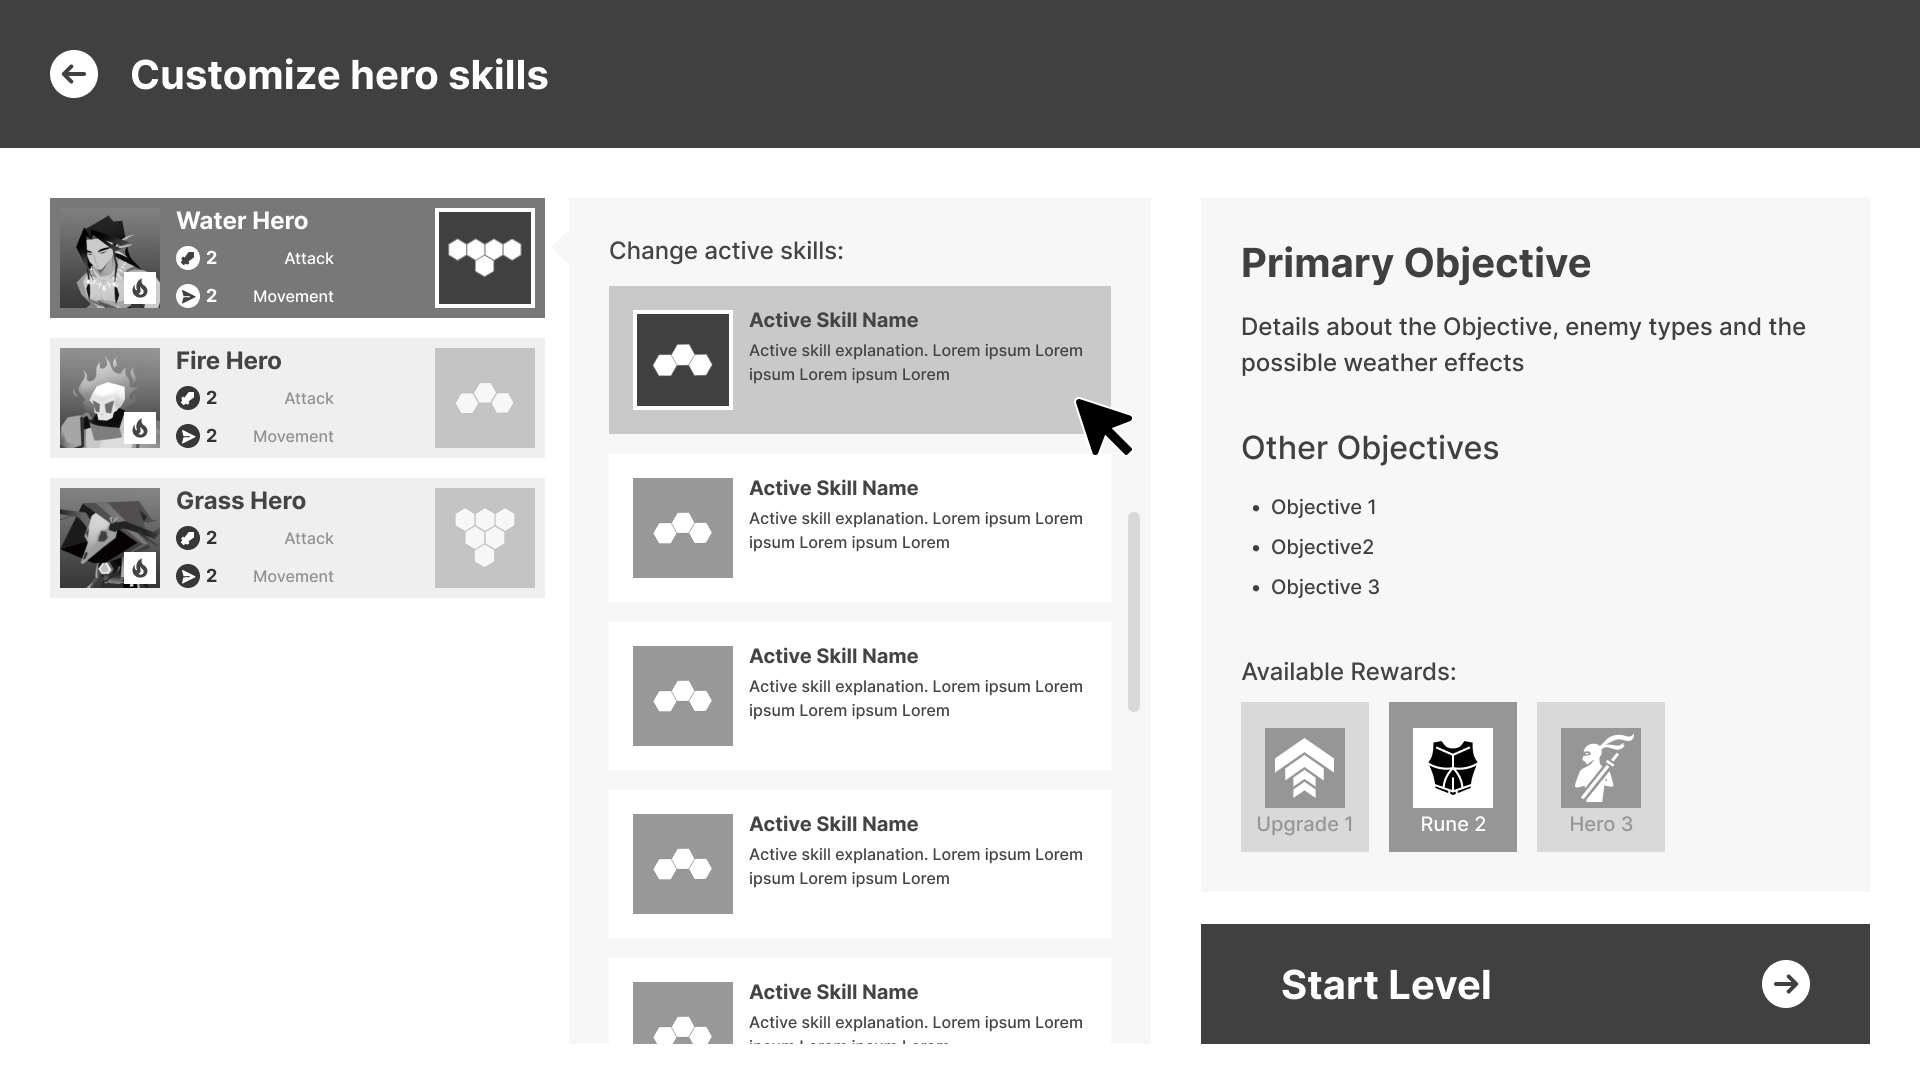 Customize hero skills
Water Hero
2 Attack
2 Movement
Fire Hero
2 Attack
2 Movement
Grass Hero
2 Attack
2 Movement
Change active skills:
Active Skill Name
Active skill explanation. Lorem ipsum Lorem
ipsum Lorem ipsum Lorem
Active Skill Name
Active skill explanation. Lorem ipsum Lorem
ipsum Lorem ipsum Lorem
Active Skill Name
Active skill explanation. Lorem ipsum Lorem
ipsum Lorem ipsum Lorem
Active Skill Name
Active skill explanation. Lorem ipsum Lorem
ipsum Lorem ipsum Lorem
Active Skill Name
Active skill explanation. Lorem ipsum Lorem
ipsum Lorem ipsum Lorem
Primary Objective
Details about the Objective, enemy types and the
possible weather effects
Other Objectives
• Objective 1
• Objective2
• Objective 3
Available Rewards:
Upgrade 1
Rune 2
Hero 3
Start Level